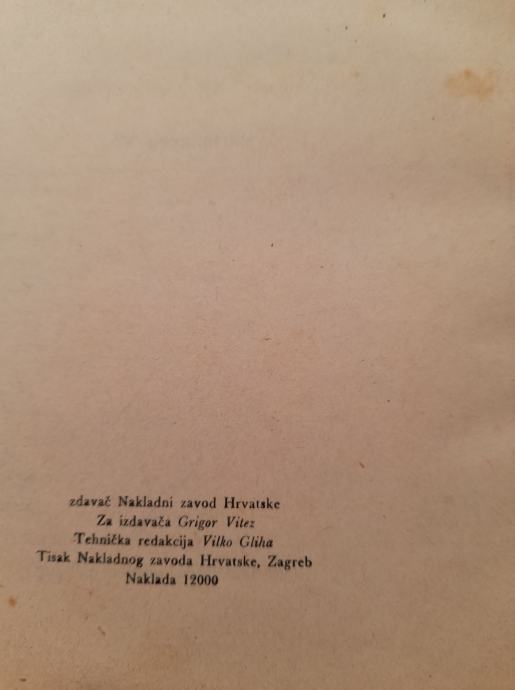 zdavač Nakladni zavod Hrvatske
Za izdavača Grigor Vitez
Tehnička redakcija Vilko Gliha
Tisak Nakladnog zavoda Hrvatske, Zagreb
Naklada 12000